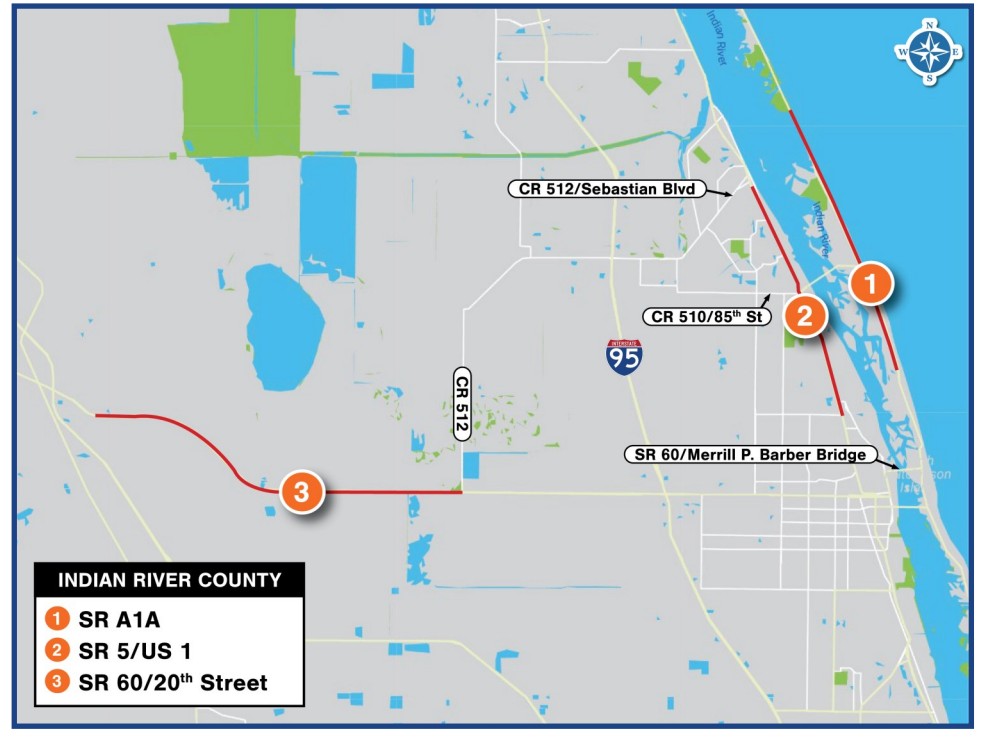 Indian River
N
W E
S
CR 512/Sebastian Blvd
Indian River
1
CR 510/85th St
2
INTERSTATE
95
CR 512
SR 60/Merrill P. Barber Bridge
3
INDIAN RIVER COUNTY
1 SR A1A
2 SR 5/US 1
3 SR 60/20th Street